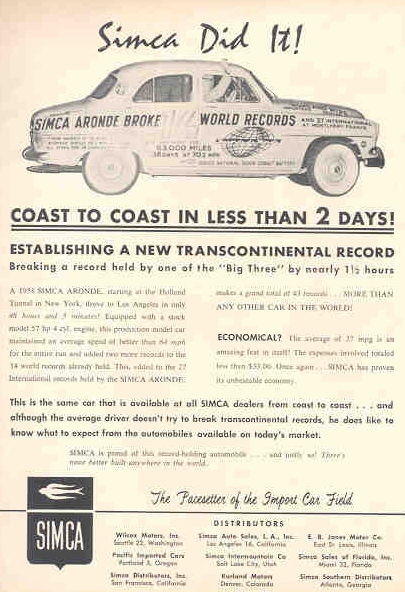 Simca Did It!
SIMCA ARONDE BROKE WORLD RECORDS AND 27 INTERNATIONAL
AT MONTLHERY FRANCE
63,000 MILES
38 DAYS AT 70.2 MPH
COAST TO COAST IN LESS THAN 2 DAYS!
ESTABLISHING A NEW TRANSCONTINENTAL RECORD
Breaking a record held by one of the "Big Three" by nearly 1½ hours
A 1958 SIMCA ARONDE, starting at the Holland
Tunnel in New York, drove to Los Angeles in only
46 hours and 3 minutes! Equipped with a stock
model 57 hp 4 cyl. engine, this production model car
maintained an average speed of better than 64 mph
for the entire run and added two more records to the
14 world records already held. This, added to the 27
International records held by the SIMCA ARONDE,
makes a grand total of 43 records . . . MORE THAN
ANY OTHER CAR IN THE WORLD!
ECONOMICAL? The average of 27 mpg is an
amazing feat in itself! The expenses involved totaled
less than $33.00. Once again . . . SIMCA has proven
its unbeatable economy.
This is the same car that is available at all SIMCA dealers from coast to coast . . . and
although the average driver doesn't try to break transcontinental records, he does like to
know what to expect from the automobiles available on today's market.
SIMCA is proud of this record-holding automobile . . . and justly so! There's
none better built anywhere in the world.
The Pacesetter of the Import Car Field
SIMCA
DISTRIBUTORS
Wilcox Motors, Inc.
Seattle 22, Washington
Pacific Imported Cars
Portland 5, Oregon
Simca Distributors, Inc.
San Francisco, California
Simca Auto Sales, L. A., Inc.
Los Angeles 16, California
Simca Intermountain Co
Salt Lake City, Utah
Kurland Motors
Denver, Colorado
E. B. Jones Motor Co.
East St. Louis, Illinois
Simca Sales of Florida, Inc.
Miami 32, Florida
Simca Southern Distributors
Atlanta, Georgia